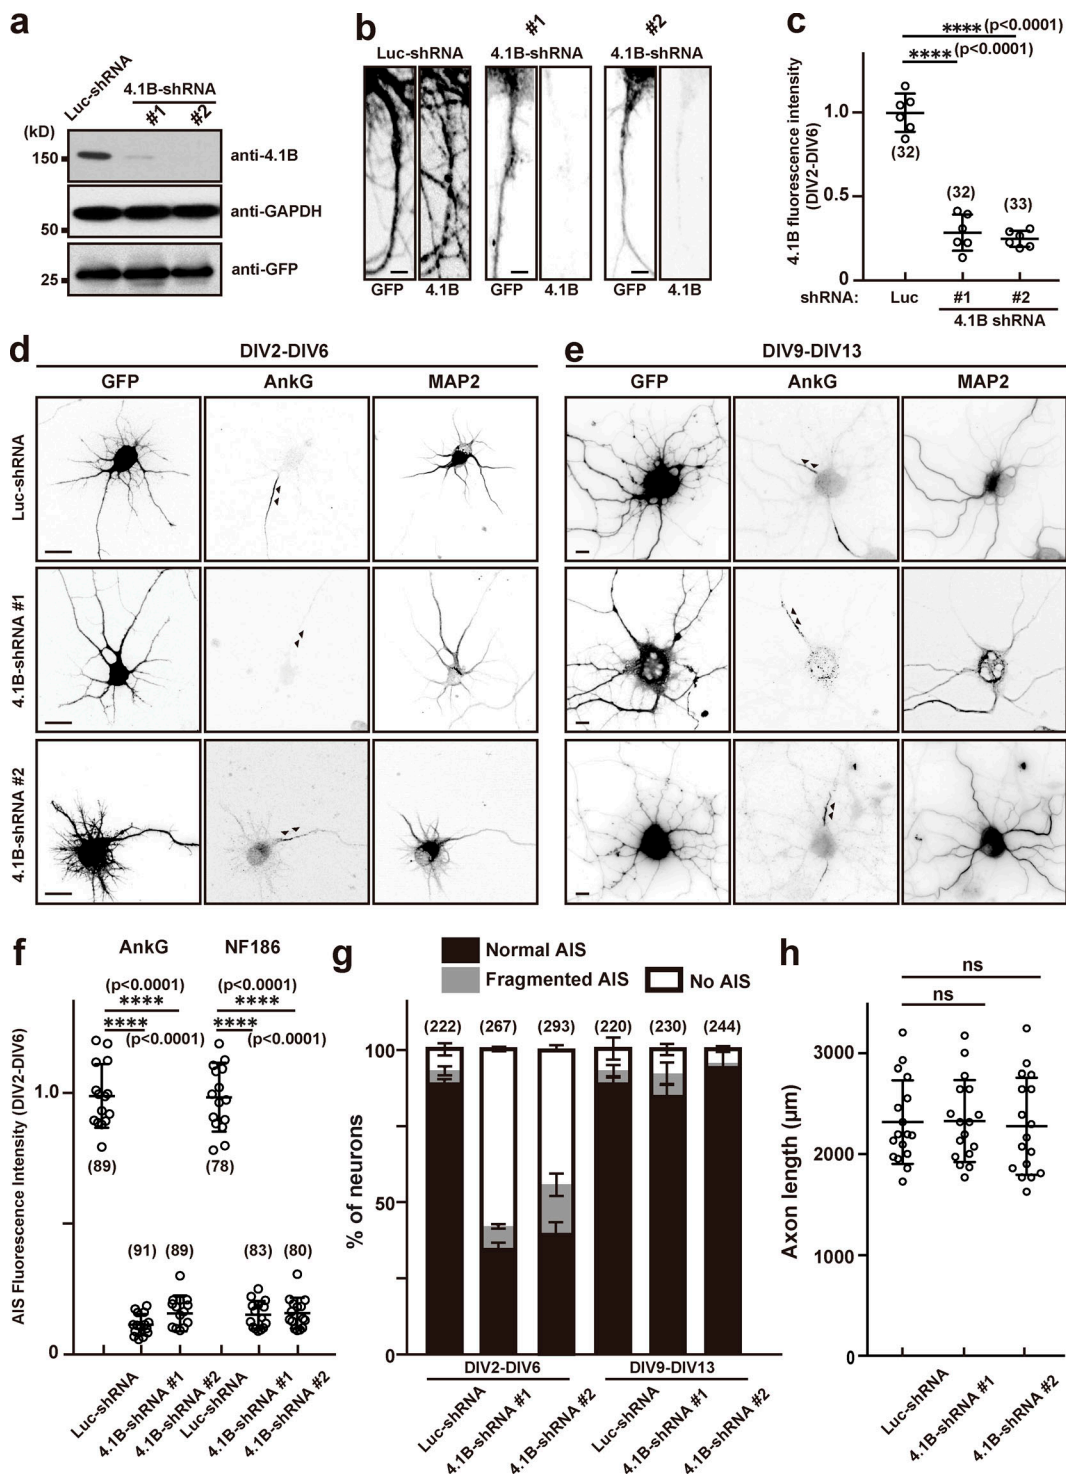 a
Luc-shRNA
4.1B-shRNA
#1
#2
(kD)
150
anti-4.1B
anti-GAPDH
50
anti-GFP
25
b
#1
#2
Luc-shRNA
4.1B-shRNA
4.1B-shRNA
GFP
4.1B
GFP
4.1B
GFP
4.1B
c
****(p<0.0001)
****(p<0.0001)
4.1B fluorescence intensity
(DIV2-DIV6)
1.0
0.5
0
(32)
(32)
(33)
shRNA:
Luc
#1
#2
4.1B shRNA
d
DIV2-DIV6
GFP
AnkG
MAP2
Luc-shRNA
4.1B-shRNA #1
4.1B-shRNA #2
e
DIV9-DIV13
GFP
AnkG
MAP2
f
AnkG
NF186
(p<0.0001)
****
****
(p<0.0001)
(p<0.0001)
****
****
(p<0.0001)
AIS Fluorescence Intensity (DIV2-DIV6)
1.0
0
(89)
(91)
(89)
(78)
(83)
(80)
Luc-shRNA
4.1B-shRNA #1
4.1B-shRNA #2
Luc-shRNA
4.1B-shRNA #1
4.1B-shRNA #2
g
Normal AIS
Fragmented AIS
No AIS
(222)
(267)
(293)
(220)
(230)
(244)
% of neurons
100
50
0
DIV2-DIV6
DIV9-DIV13
Luc-shRNA
4.1B-shRNA #1
4.1B-shRNA #2
Luc-shRNA
4.1B-shRNA #1
4.1B-shRNA #2
h
ns
ns
Axon length (μm)
3000
2000
1000
0
Luc-shRNA
4.1B-shRNA #1
4.1B-shRNA #2